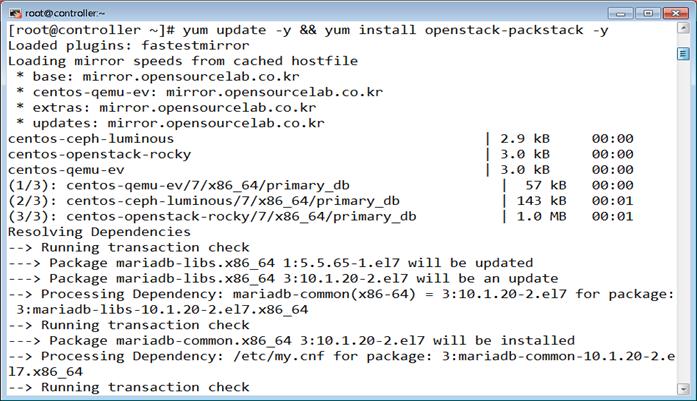 root@controller:~
[root@controller ~]# yum update -y && yum install openstack-packstack -y
Loaded plugins: fastestmirror
Loading mirror speeds from cached hostfile
 * base: mirror.opensourcelab.co.kr
 * centos-qemu-ev: mirror.opensourcelab.co.kr
 * extras: mirror.opensourcelab.co.kr
 * updates: mirror.opensourcelab.co.kr
centos-ceph-luminous | 2.9 kB 00:00
centos-openstack-rocky | 3.0 kB 00:00
centos-qemu-ev | 3.0 kB 00:00
(1/3): centos-qemu-ev/7/x86_64/primary_db | 57 kB 00:00
(2/3): centos-ceph-luminous/7/x86_64/primary_db | 143 kB 00:01
(3/3): centos-openstack-rocky/7/x86_64/primary_db | 1.0 MB 00:01
Resolving Dependencies
--> Running transaction check
---> Package mariadb-libs.x86_64 1:5.5.65-1.el7 will be updated
---> Package mariadb-libs.x86_64 3:10.1.20-2.el7 will be an update
--> Processing Dependency: mariadb-common(x86-64) = 3:10.1.20-2.el7 for package:
 3:mariadb-libs-10.1.20-2.el7.x86_64
--> Running transaction check
---> Package mariadb-common.x86_64 3:10.1.20-2.el7 will be installed
--> Processing Dependency: /etc/my.cnf for package: 3:mariadb-common-10.1.20-2.e
l7.x86_64
--> Running transaction check